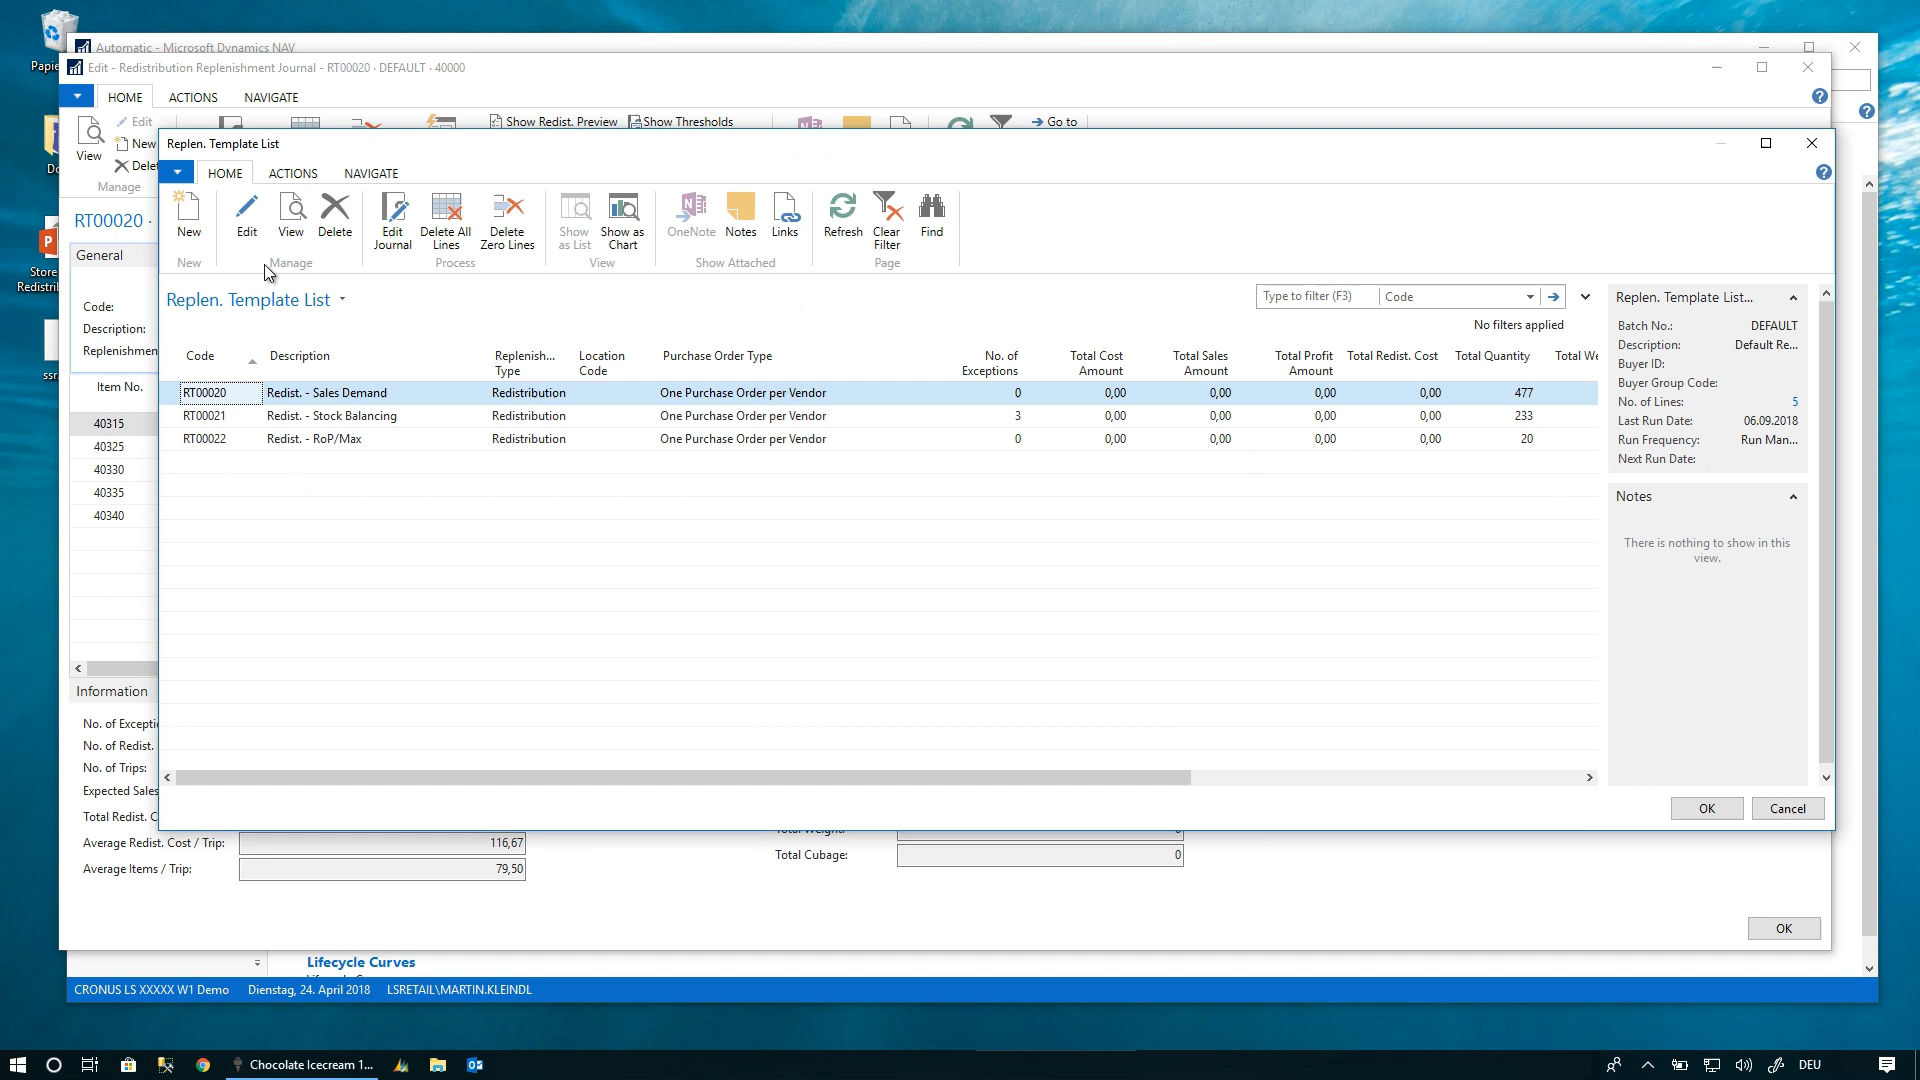 Automatic - Microsoft Dynamics NAV
Edit - Redistribution Replenishment Journal - RT00020 · DEFAULT · 40000
HOME ACTIONS NAVIGATE
View
Edit
New
Manage
Show Redist. Preview
Show Thresholds
Go to
Replen. Template List
HOME ACTIONS NAVIGATE
New
Edit
View
Delete
Edit Journal
Delete All Lines
Delete Zero Lines
Show as List
Show as Chart
OneNote
Notes
Links
Refresh
Clear Filter
Find
New
Manage
Process
View
Show Attached
Page
RT00020 ·
General
Code:
Description:
Item No.
40315
40325
40330
40335
40340
Replen. Template List
Type to filter (F3)
Code
No filters applied
Code Description Replenish... Type Location Code Purchase Order Type No. of Exceptions Total Cost Amount Total Sales Amount Total Profit Amount Total Redist. Cost Total Quantity Total We
RT00020 Redist. - Sales Demand Redistribution One Purchase Order per Vendor 0 0,00 0,00 0,00 0,00 477
RT00021 Redist. - Stock Balancing Redistribution One Purchase Order per Vendor 3 0,00 0,00 0,00 0,00 233
RT00022 Redist. - RoP/Max Redistribution One Purchase Order per Vendor 0 0,00 0,00 0,00 0,00 20
Replen. Template List...
Batch No.: DEFAULT
Description: Default Re...
Buyer ID:
Buyer Group Code:
No. of Lines: 5
Last Run Date: 06.09.2018
Run Frequency: Run Man...
Next Run Date:
Notes
There is nothing to show in this
view.
OK
Cancel
Information
No. of Excepti
No. of Redist.
No. of Trips:
Expected Sales
Total Redist. C
Average Redist. Cost / Trip: 116,67
Average Items / Trip: 79,50
Total Weight: 0
Total Cubage: 0
OK
Lifecycle Curves
CRONUS LS XXXXX W1 Demo Dienstag, 24. April 2018 LSRETAIL\MARTIN.KLEINDL
Papie
Store
Redistrib
ssr.
Chocolate Icecream 1...
DEU